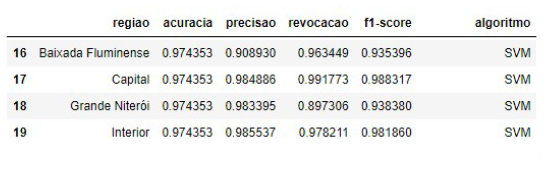 regiao acuracia precisao revocacao f1-score algoritmo
16 Baixada Fluminense 0.974353 0.908930 0.963449 0.935396 SVM
17 Capital 0.974353 0.984886 0.991773 0.988317 SVM
18 Grande Niterói 0.974353 0.983395 0.897306 0.938380 SVM
19 Interior 0.974353 0.985537 0.978211 0.981860 SVM